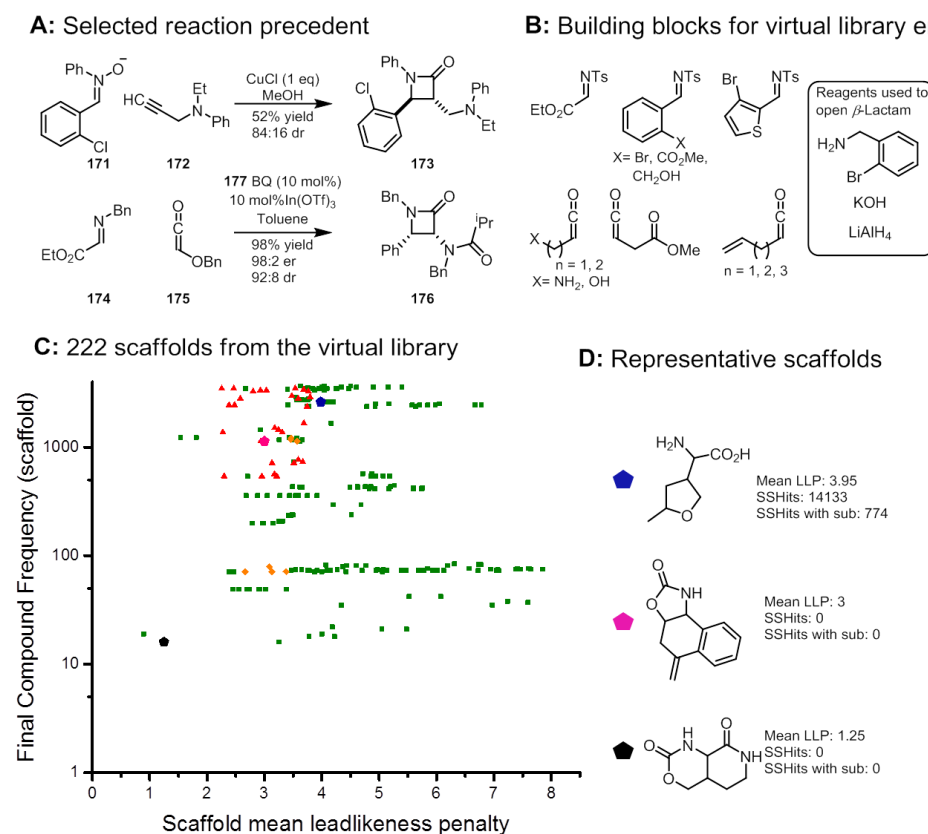 A: Selected reaction precedent
Ph
N
O
-
Cl
171
Et
N
Ph
172
CuCl (1 eq)
MeOH
52% yield
84:16 dr
Ph
N
O
Cl
Ph
N
Et
173
N
Bn
EtO2C
174
O
OBn
175
177 BQ (10 mol%)
10 mol%In(OTf)3
Toluene
98% yield
98:2 er
92:8 dr
Bn
N
O
Ph
N
Bn
iPr
O
176
B: Building blocks for virtual library e
NTs
EtO2C
NTs
X
X= Br, CO2Me,
CH2OH
Br
NTs
S
O
X
n = 1, 2
X= NH2, OH
O
O
O
Me
O
n = 1, 2, 3
Reagents used to
open β-Lactam
H2N
Br
KOH
LiAlH4
C: 222 scaffolds from the virtual library
Final Compound Frequency (scaffold)
1000
100
10
1
0 1 2 3 4 5 6 7 8
Scaffold mean leadlikeness penalty
D: Representative scaffolds
H2N
CO2H
O
Mean LLP: 3.95
SSHits: 14133
SSHits with sub: 774
O
NH
O
Mean LLP: 3
SSHits: 0
SSHits with sub: 0
H
N
O
O
O
NH
Mean LLP: 1.25
SSHits: 0
SSHits with sub: 0